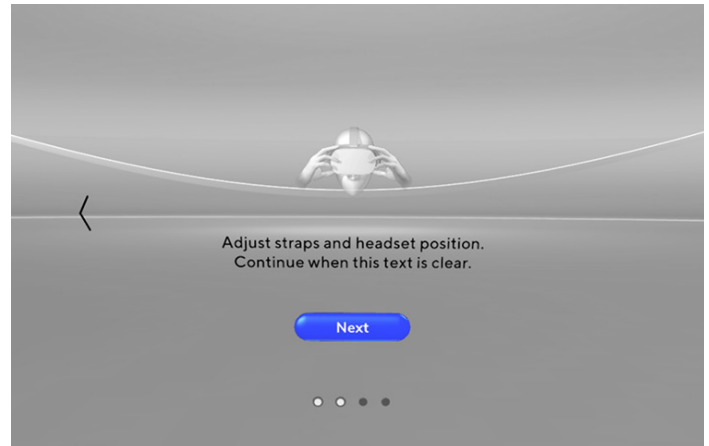 Adjust straps and headset position.
Continue when this text is clear.
Next